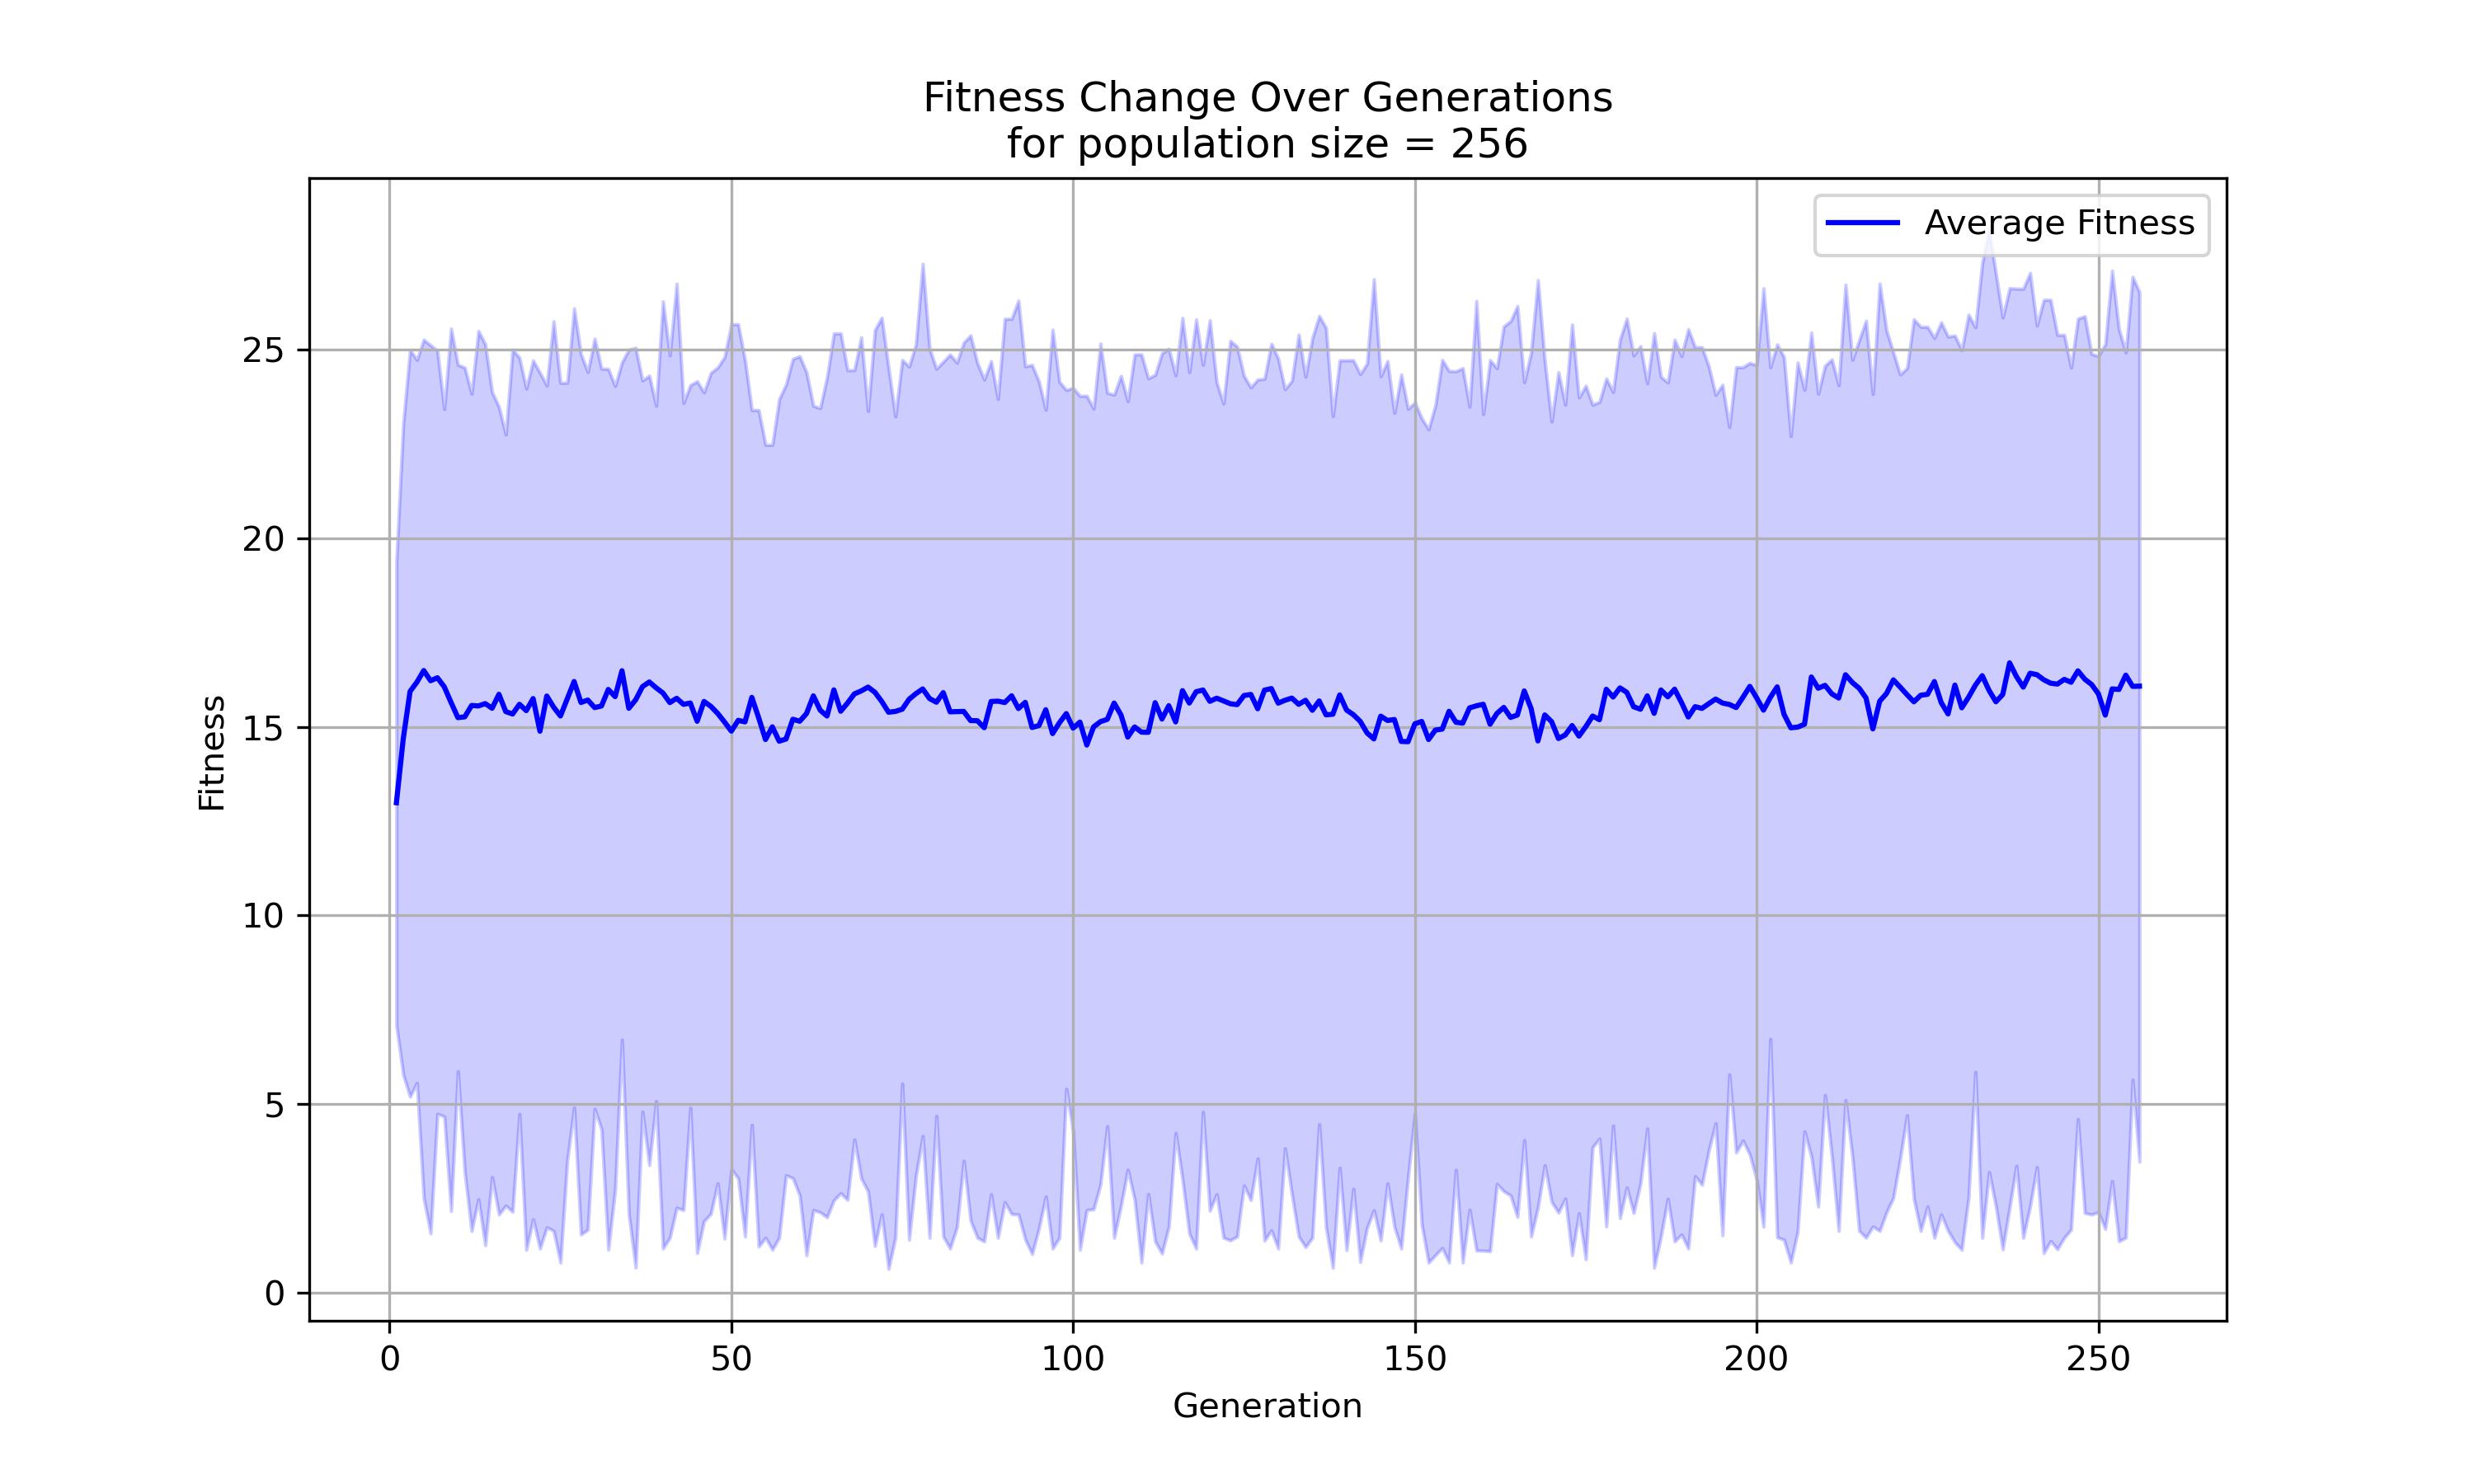 Fitness Change Over Generations
for population size = 256
Average Fitness
25
20
15
10
5
0
Fitness
0 50 100 150 200 250
Generation